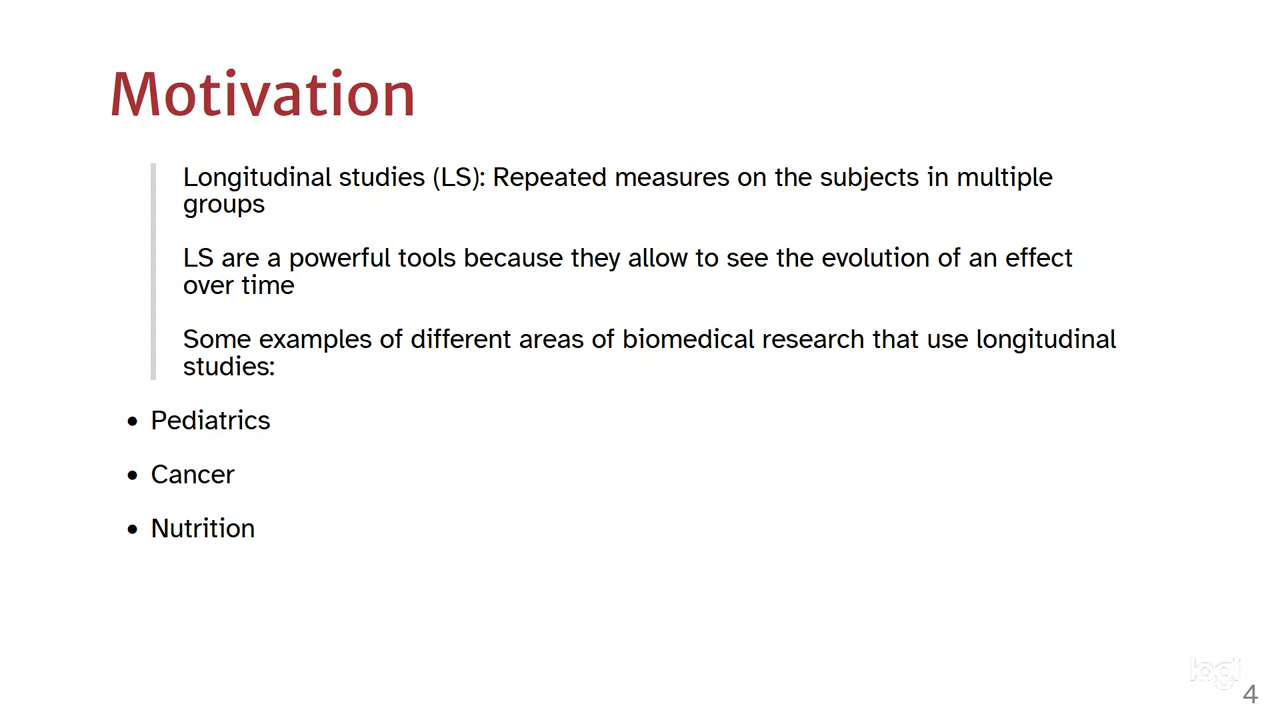 Motivation
Longitudinal studies (LS): Repeated measures on the subjects in multiple
groups
LS are a powerful tools because they allow to see the evolution of an effect
over time
Some examples of different areas of biomedical research that use longitudinal
studies:
• Pediatrics
• Cancer
• Nutrition
logi
4